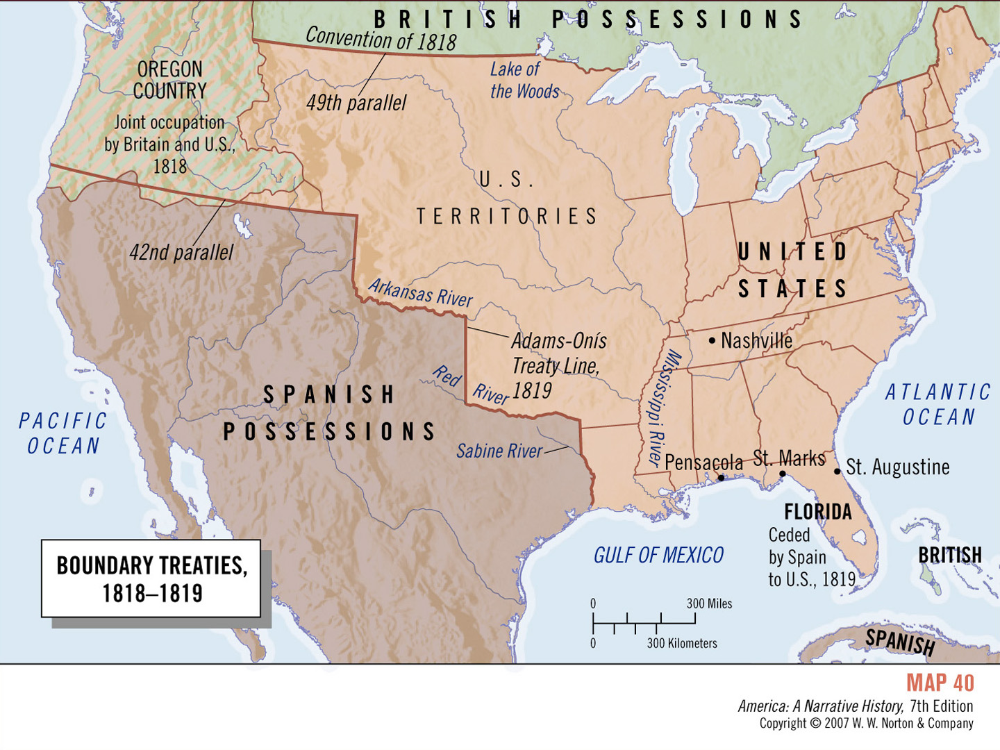 BRITISH POSSESSIONS
Convention of 1818
OREGON
COUNTRY
Joint occupation
by Britain and U.S.,
1818
49th parallel
Lake of
the Woods
U.S.
TERRITORIES
42nd parallel
UNITED
STATES
Arkansas River
Adams-Onís
Treaty Line,
1819
Nashville
Red River
Mississippi River
SPANISH
POSSESSIONS
Sabine River
PACIFIC
OCEAN
ATLANTIC
OCEAN
Pensacola
St. Marks
St. Augustine
FLORIDA
Ceded
by Spain
to U.S., 1819
GULF OF MEXICO
BRITISH
BOUNDARY TREATIES,
1818–1819
0 300 Miles
0 300 Kilometers
SPANISH
MAP 40
America: A Narrative History, 7th Edition
Copyright © 2007 W. W. Norton & Company